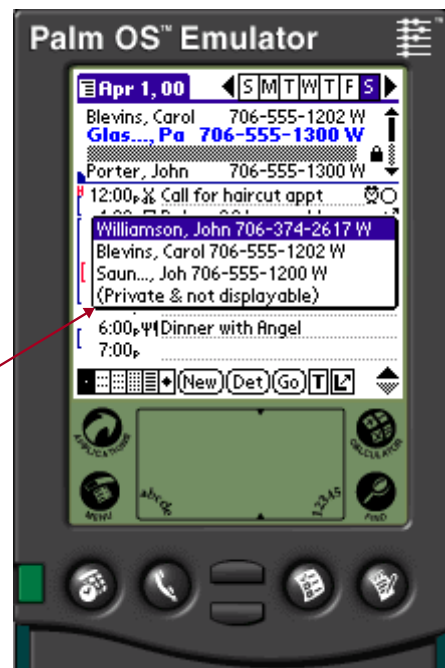 Palm OS™ Emulator
Apr 1, 00 S M T W T F S
Blevins, Carol 706-555-1202 W
Glas..., Pa 706-555-1300 W
Porter, John 706-555-1300 W
12:00p Call for haircut appt
Williamson, John 706-374-2617 W
Blevins, Carol 706-555-1202 W
Saun..., Joh 706-555-1200 W
(Private & not displayable)
6:00p Dinner with Angel
7:00p
New Det Go T
APPLICATIONS
CALCULATOR
MENU
abcde
12345
FIND